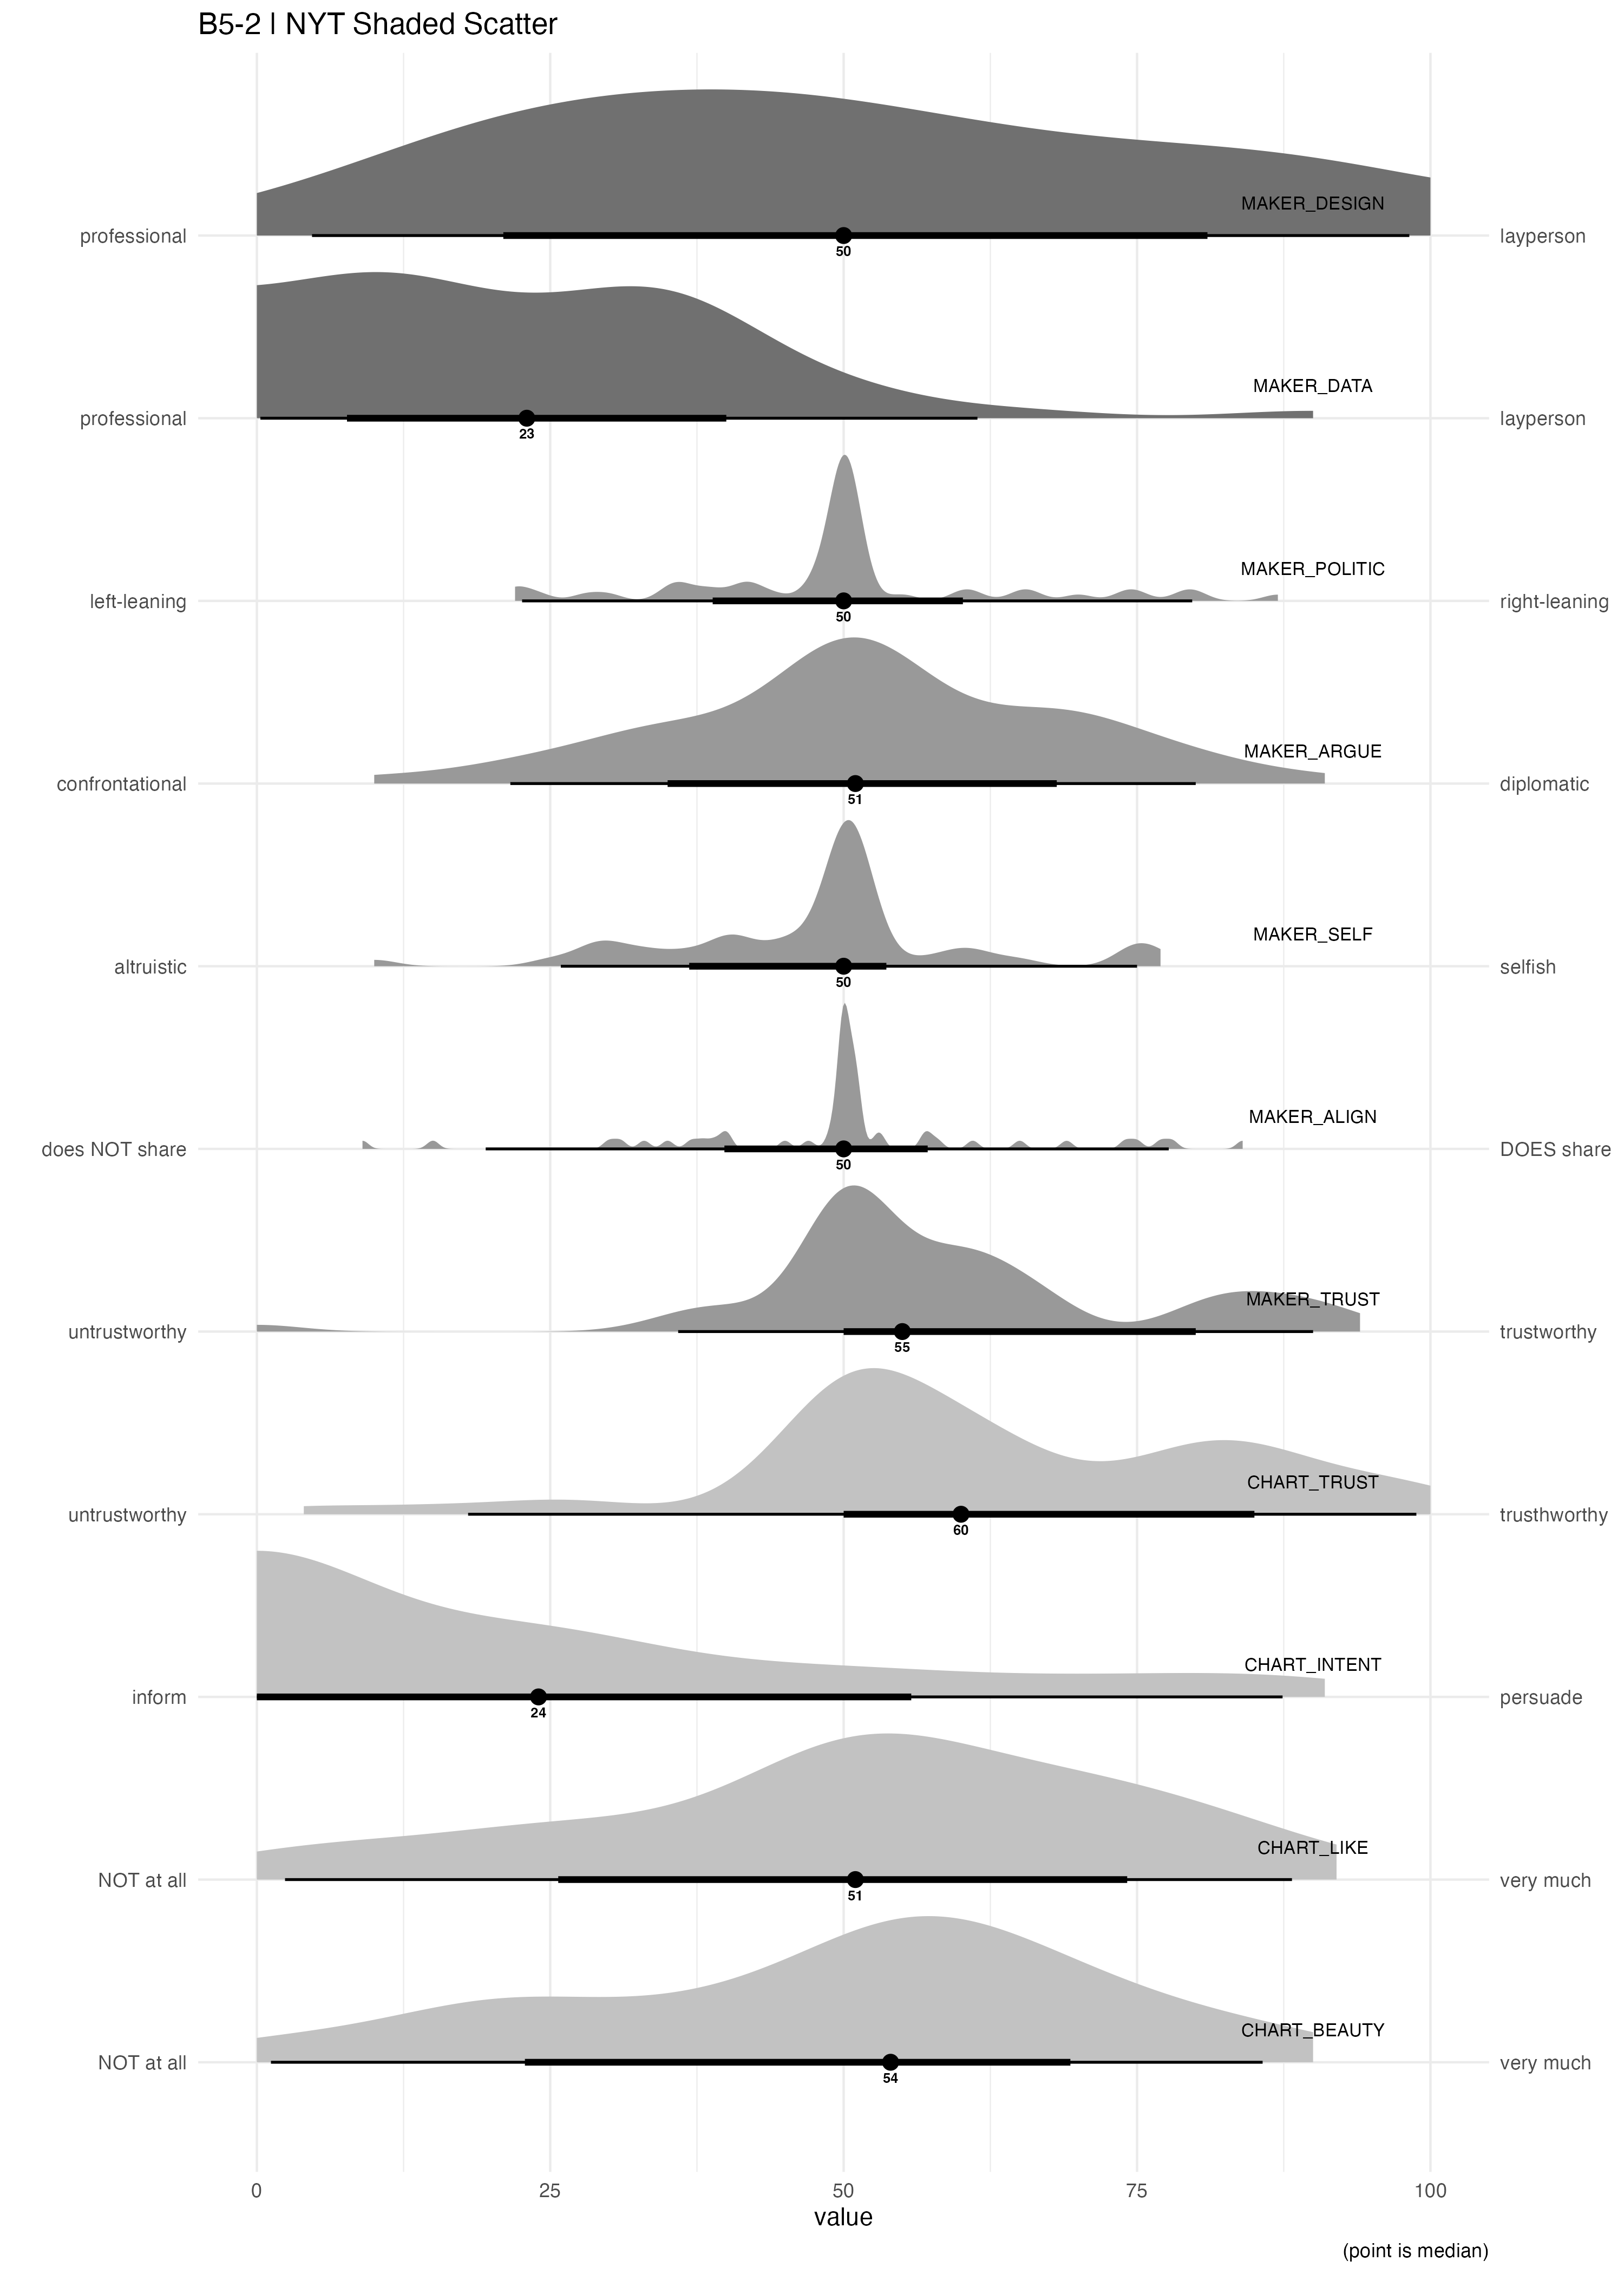 B5-2 | NYT Shaded Scatter
MAKER_DESIGN
professional
layperson
50
MAKER_DATA
professional
layperson
23
MAKER_POLITIC
left-leaning
right-leaning
50
MAKER_ARGUE
confrontational
diplomatic
51
MAKER_SELF
altruistic
selfish
50
MAKER_ALIGN
does NOT share
DOES share
50
MAKER_TRUST
untrustworthy
trustworthy
55
CHART_TRUST
untrustworthy
trusthworthy
60
CHART_INTENT
inform
persuade
24
CHART_LIKE
NOT at all
very much
51
CHART_BEAUTY
NOT at all
very much
54
0 25 50 75 100
value
(point is median)